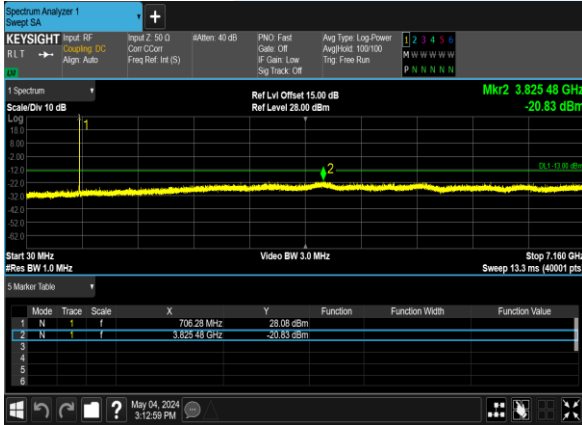 Spectrum Analyzer 1
Swept SA
+
KEYSIGHT Input: RF Input Z: 50 Ω #Atten: 40 dB PNO: Fast Avg Type: Log-Power 1 2 3 4 5 6
RLT Coupling: DC Corr CCorr Gate: Off Avg|Hold: 100/100 M W W W W W
Align: Auto Freq Ref: Int (S) IF Gain: Low Trig: Free Run
Sig Track: Off P N N N N N
1 Spectrum Ref Lvl Offset 15.00 dB Mkr2 3.825 48 GHz
Scale/Div 10 dB Ref Level 28.00 dBm -20.83 dBm
Log
18.0
8.00
-2.00
-12.0
-22.0
-32.0
-42.0
-52.0
-62.0
1
2
DL1 -13.00 dBm
Start 30 MHz Video BW 3.0 MHz Stop 7.160 GHz
#Res BW 1.0 MHz Sweep 13.3 ms (40001 pts)
5 Marker Table
Mode Trace Scale X Y Function Function Width Function Value
1 N 1 f 706.28 MHz 28.08 dBm
2 N 1 f 3.825 48 GHz -20.83 dBm
3
4
5
6
? May 04, 2024
3:12:59 PM